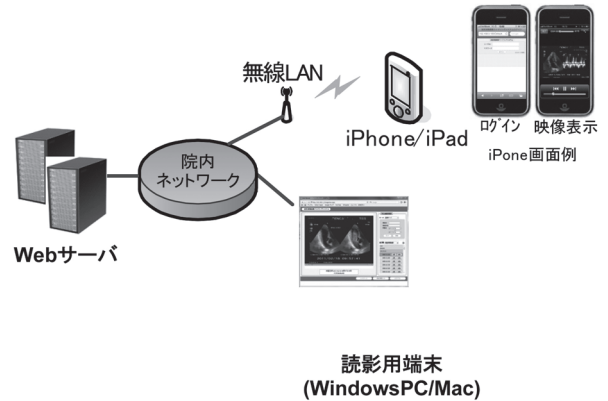 無線LAN
iPhone/iPad
ログイン 映像表示
iPone画面例
院内
ネットワーク
Webサーバ
読影用端末
(WindowsPC/Mac)